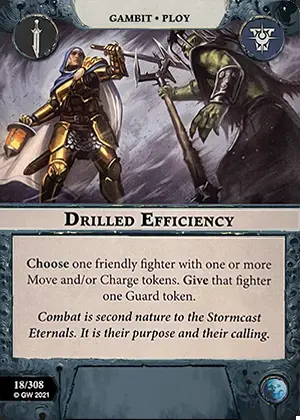 GAMBIT • PLOY
DRILLED EFFICIENCY
Choose one friendly fighter with one or more
Move and/or Charge tokens. Give that fighter
one Guard token.
Combat is second nature to the Stormcast
Eternals. It is their purpose and their calling.
18/308
© GW 2021